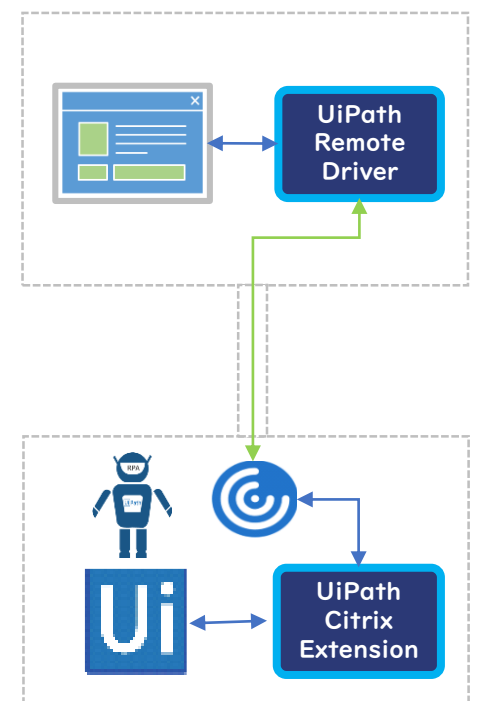 UiPath
Remote
Driver
RPA
Ui
UiPath
Citrix
Extension